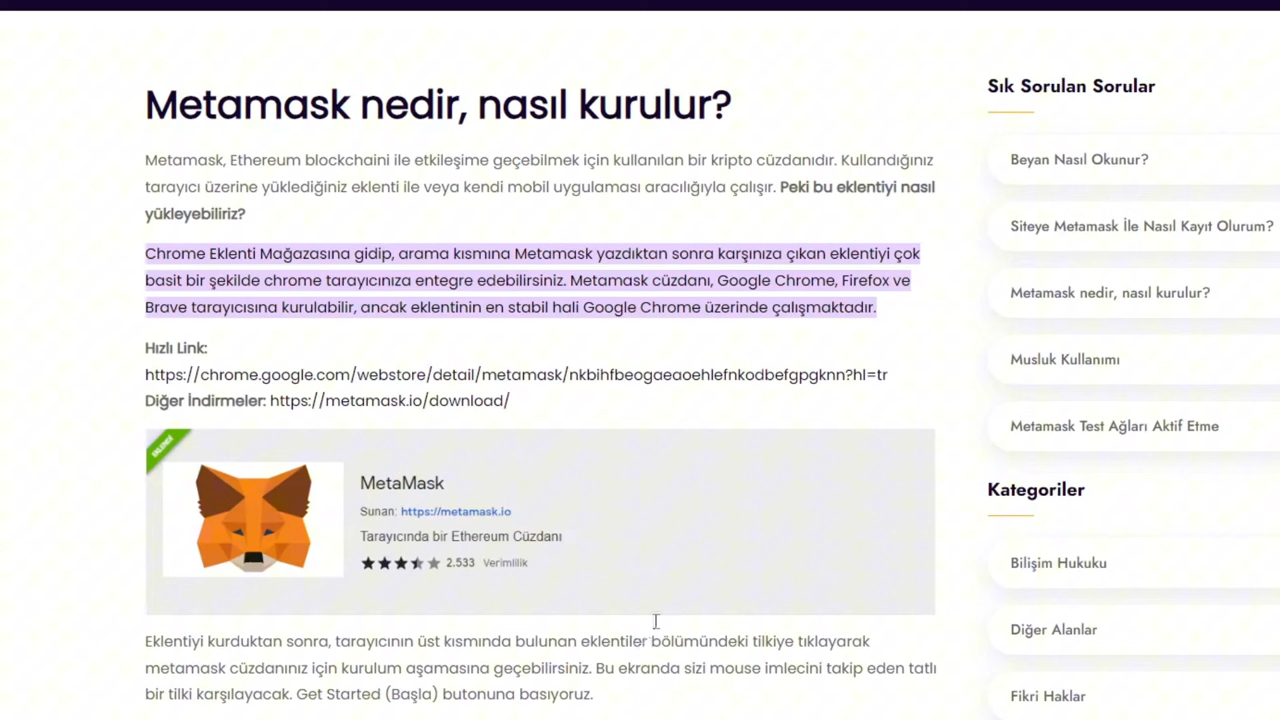 Metamask nedir, nasıl kurulur?
Metamask, Ethereum blockchaini ile etkileşime geçebilmek için kullanılan bir kripto cüzdanıdır. Kullandığınız
tarayıcı üzerine yüklediğiniz eklenti ile veya kendi mobil uygulaması aracılığıyla çalışır. Peki bu eklentiyi nasıl
yükleyebiliriz?
Chrome Eklenti Mağazasına gidip, arama kısmına Metamask yazdıktan sonra karşınıza çıkan eklentiyi çok
basit bir şekilde chrome tarayıcınıza entegre edebilirsiniz. Metamask cüzdanı, Google Chrome, Firefox ve
Brave tarayıcısına kurulabilir, ancak eklentinin en stabil hali Google Chrome üzerinde çalışmaktadır.
Hızlı Link:
https://chrome.google.com/webstore/detail/metamask/nkbihfbeogaeaoehlefnkodbefgpgknn?hl=tr
Diğer İndirmeler: https://metamask.io/download/
EKLENDİ
MetaMask
Sunan: https://metamask.io
Tarayıcında bir Ethereum Cüzdanı
2.533 Verimlilik
Eklentiyi kurduktan sonra, tarayıcının üst kısmında bulunan eklentiler bölümündeki tilkiye tıklayarak
metamask cüzdanınız için kurulum aşamasına geçebilirsiniz. Bu ekranda sizi mouse imlecini takip eden tatlı
bir tilki karşılayacak. Get Started (Başla) butonuna basıyoruz.
Sık Sorulan Sorular
Beyan Nasıl Okunur?
Siteye Metamask İle Nasıl Kayıt Olurum?
Metamask nedir, nasıl kurulur?
Musluk Kullanımı
Metamask Test Ağları Aktif Etme
Kategoriler
Bilişim Hukuku
Diğer Alanlar
Fikri Haklar